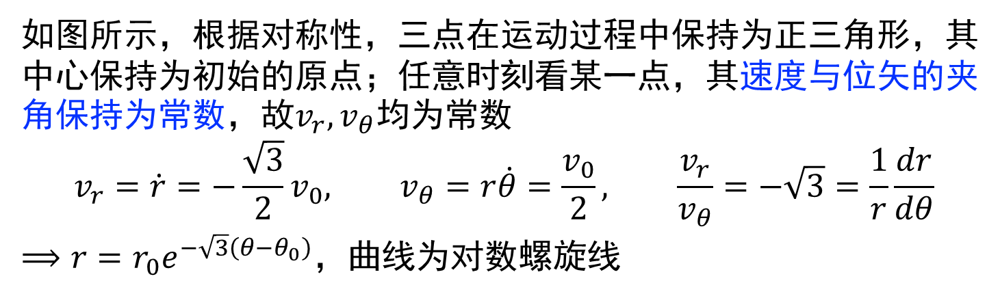 如图所示，根据对称性，三点在运动过程中保持为正三角形，其
中心保持为初始的原点；任意时刻看某一点，其速度与位矢的夹
角保持为常数，故$v_r, v_\theta$均为常数
$v_r = \dot{r} = -\frac{\sqrt{3}}{2} v_0, \quad v_\theta = r\dot{\theta} = \frac{v_0}{2}, \quad \frac{v_r}{v_\theta} = -\sqrt{3} = \frac{1}{r}\frac{dr}{d\theta}$
$\Longrightarrow r = r_0 e^{-\sqrt{3}(\theta-\theta_0)}$，曲线为对数螺旋线